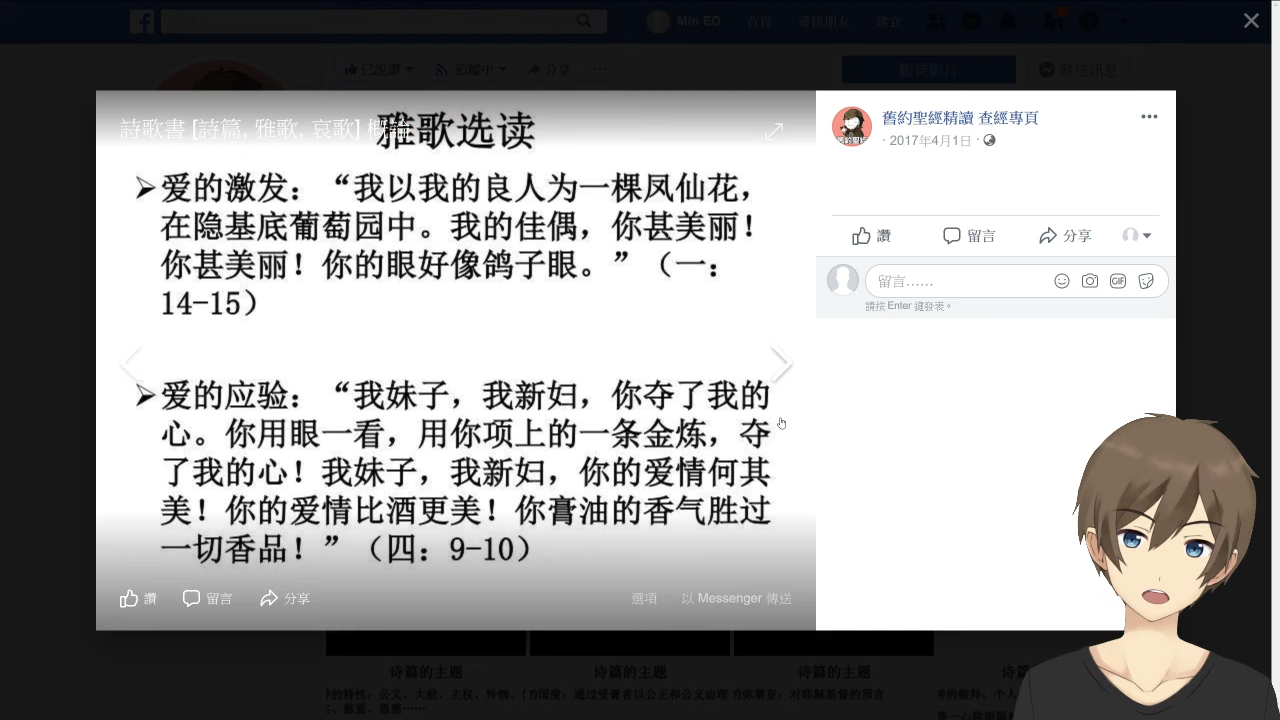 Min ED
首頁
尋找朋友
建立
已說讚
追蹤中
分享
觀賞影片
發送訊息
詩歌書 [詩篇, 雅歌, 哀歌] 概論
雅歌选读
➢爱的激发：“我以我的良人为一棵凤仙花，
在隐基底葡萄园中。我的佳偶，你甚美丽！
你甚美丽！你的眼好像鸽子眼。”（一：
14-15）
➢爱的应验：“我妹子，我新妇，你夺了我的
心。你用眼一看，用你项上的一条金炼，夺
了我的心！我妹子，我新妇，你的爱情何其
美！你的爱情比酒更美！你膏油的香气胜过
一切香品！”（四：9-10）
讚
留言
分享
選項
以 Messenger 傳送
舊約聖經精讀 查經專頁
· 2017年4月1日 ·
讚
留言
分享
留言……
GIF
請按 Enter 鍵發表。
诗篇的主题
诗篇的主题
诗篇的主题